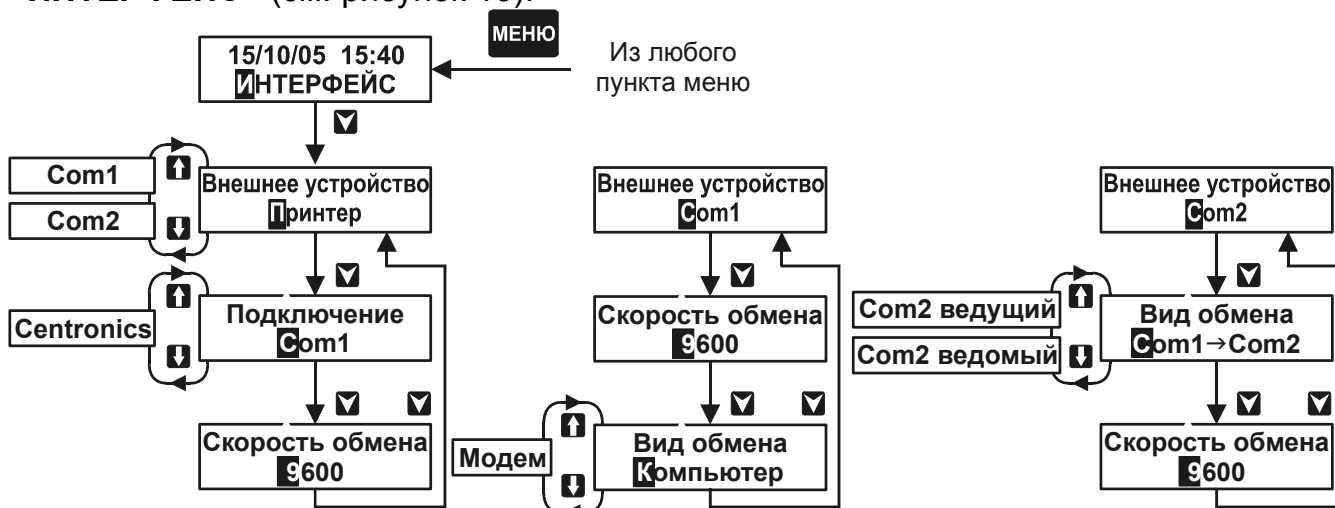 МЕНЮ
15/10/05 15:40
ИНТЕРФЕЙС
Из любого
пункта меню
Com1
Com2
Внешнее устройство
Принтер
Внешнее устройство
Com1
Внешнее устройство
Com2
Centronics
Подключение
Com1
Скорость обмена
9600
Com2 ведущий
Com2 ведомый
Вид обмена
Com1→Com2
Скорость обмена
9600
Модем
Вид обмена
Компьютер
Скорость обмена
9600